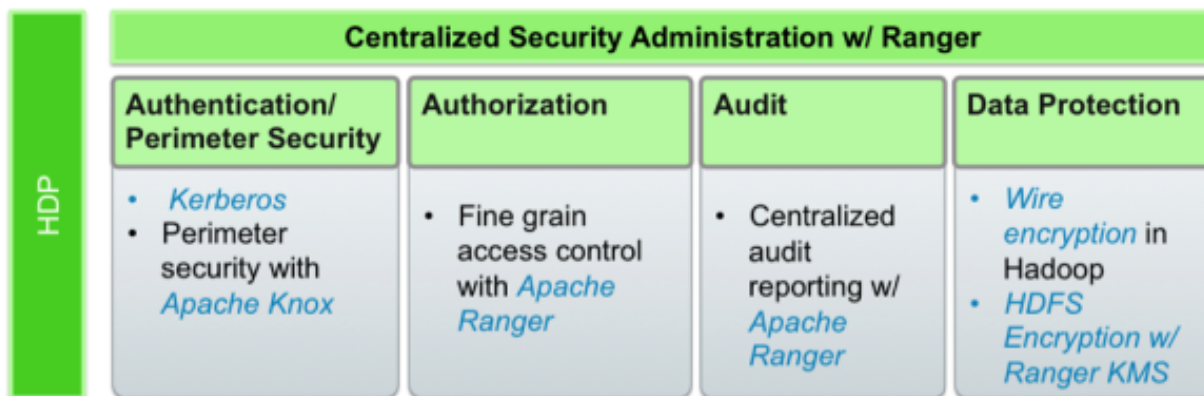 HDP
Centralized Security Administration w/ Ranger
Authentication/
Perimeter Security
• Kerberos
• Perimeter
security with
Apache Knox
Authorization
• Fine grain
access control
with Apache
Ranger
Audit
• Centralized
audit
reporting w/
Apache
Ranger
Data Protection
• Wire
encryption in
Hadoop
• HDFS
Encryption w/
Ranger KMS